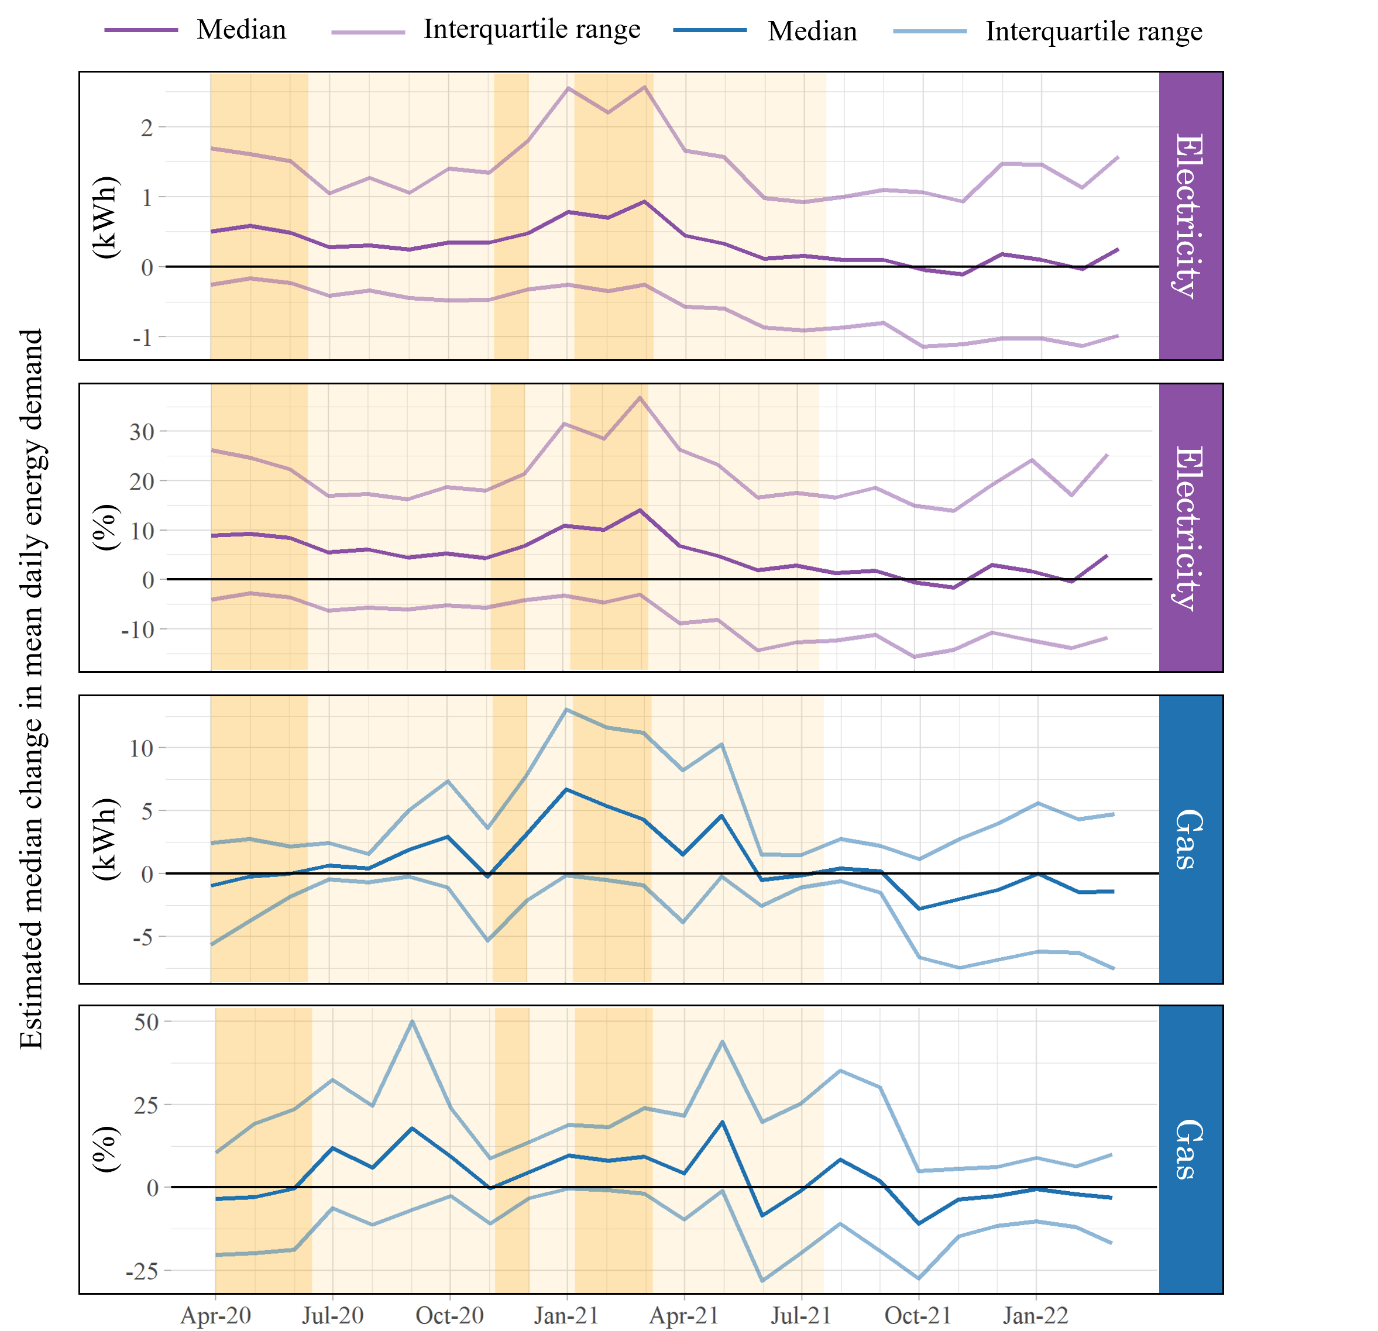 Median Interquartile range Median Interquartile range
Estimated median change in mean daily energy demand
(kWh)
2
1
0
-1
Electricity
(%)
30
20
10
0
-10
Electricity
(kWh)
10
5
0
-5
Gas
(%)
50
25
0
-25
Gas
Apr-20 Jul-20 Oct-20 Jan-21 Apr-21 Jul-21 Oct-21 Jan-22